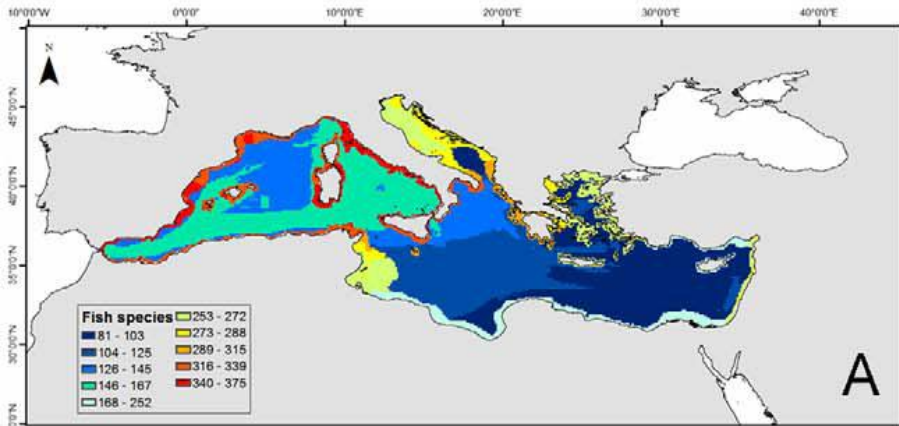 10°0'0"W 0°0'0" 10°0'0"E 20°0'0"E 30°0'0"E 40°0'0"E
N
45°0'0"N
40°0'0"N
35°0'0"N
30°0'0"N
Fish species
81 - 103
104 - 125
126 - 145
146 - 167
168 - 252
253 - 272
273 - 288
289 - 315
316 - 339
340 - 375
A